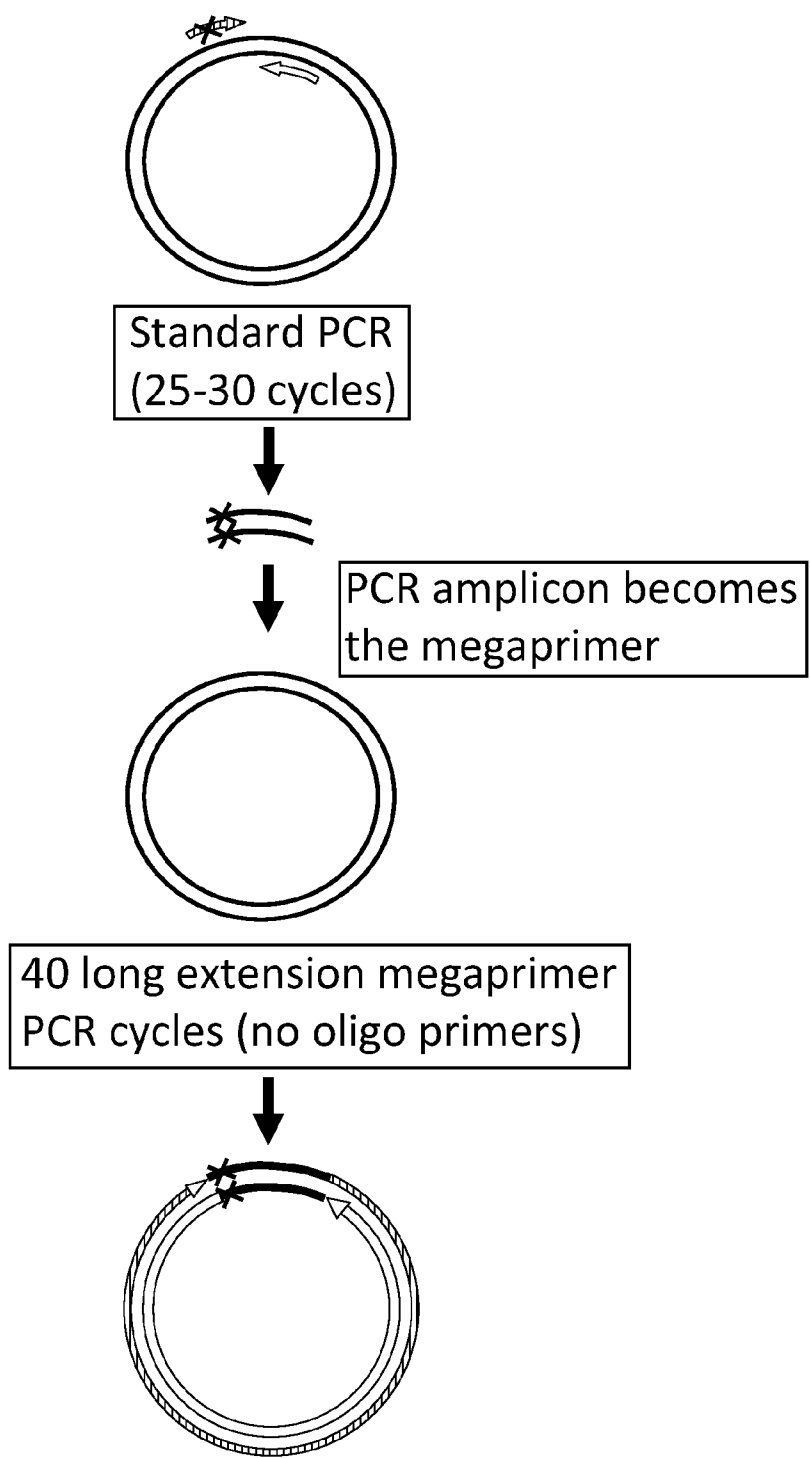 Standard PCR
(25-30 cycles)
PCR amplicon becomes
the megaprimer
40 long extension megaprimer
PCR cycles (no oligo primers)